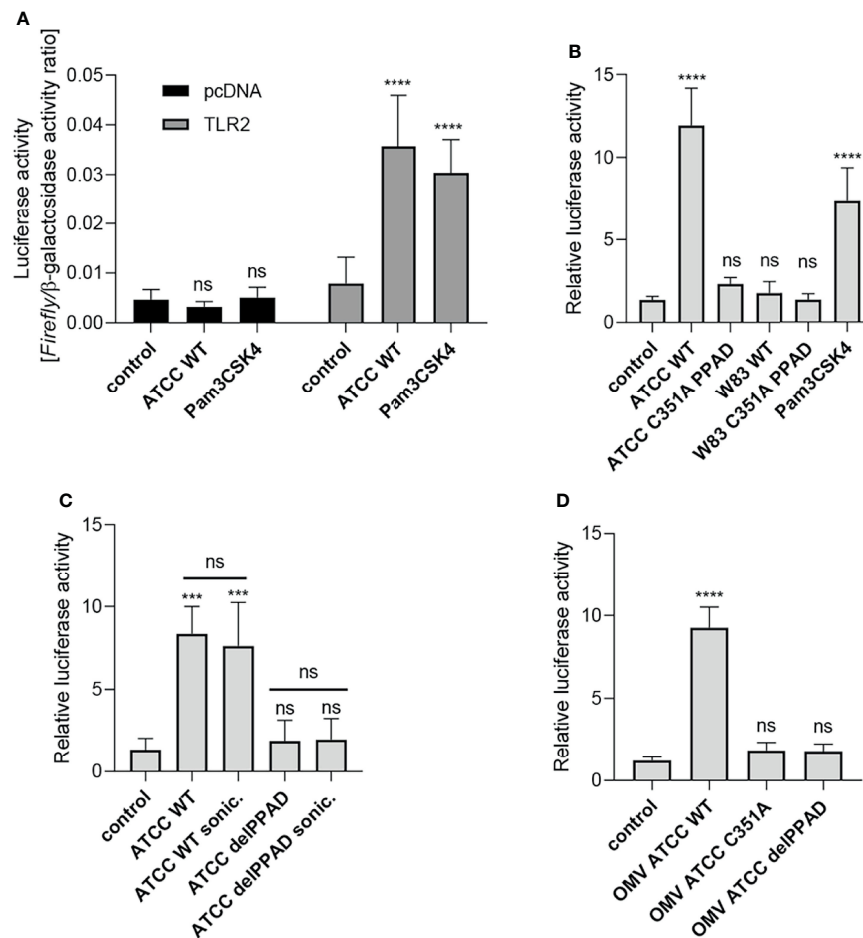 A
Luciferase activity
[Firefly/β-galactosidase activity ratio]
0.05
0.04
0.03
0.02
0.01
0.00
pcDNA
TLR2
ns
ns
****
****
control
ATCC WT
Pam3CSK4
control
ATCC WT
Pam3CSK4
B
Relative luciferase activity
15
10
5
0
****
ns
ns
ns
****
control
ATCC WT
ATCC C351A PPAD
W83 WT
W83 C351A PPAD
Pam3CSK4
C
Relative luciferase activity
15
10
5
0
ns
***
***
ns
ns
ns
control
ATCC WT
ATCC WT sonic.
ATCC delPPAD
ATCC delPPAD sonic.
D
Relative luciferase activity
15
10
5
0
****
ns
ns
control
OMV ATCC WT
OMV ATCC C351A
OMV ATCC delPPAD